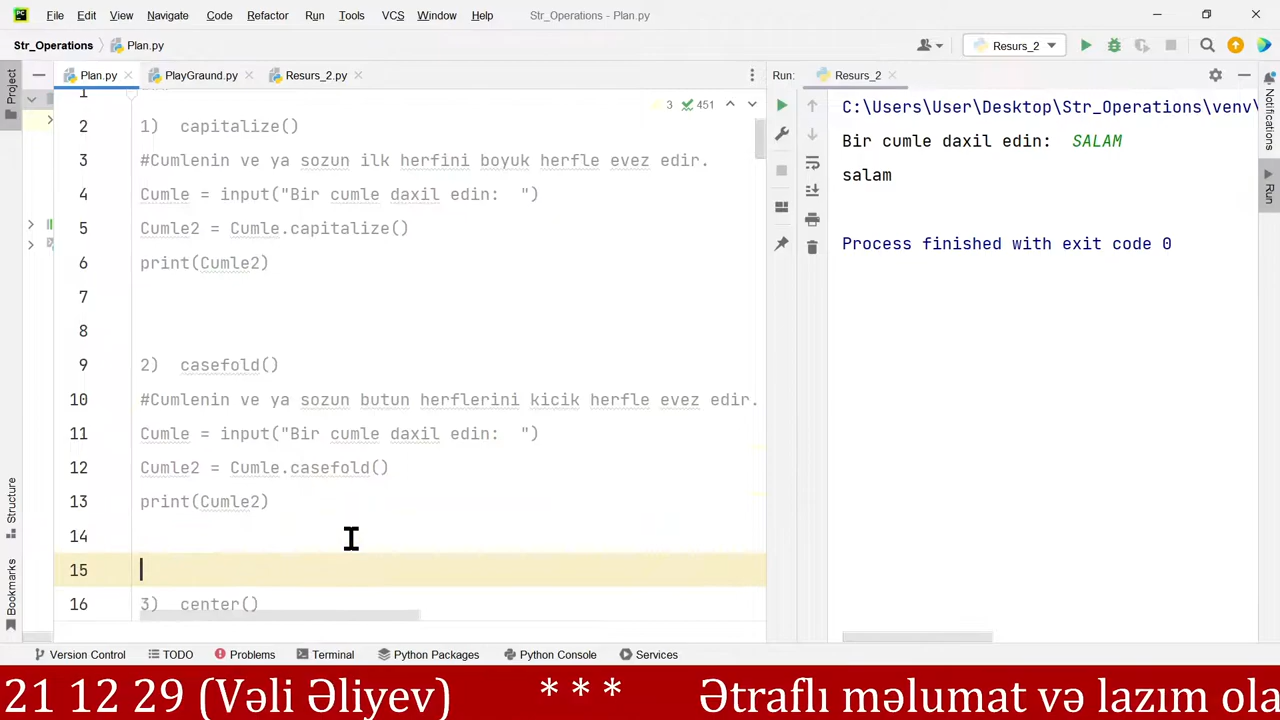 File Edit View Navigate Code Refactor Run Tools VCS Window Help Str_Operations - Plan.py
Str_Operations Plan.py Resurs_2
Plan.py PlayGround.py Resurs_2.py Run: Resurs_2
Project
Notifications
Run
Structure
Bookmarks
3 451
1
2 1) capitalize()
3 #Cumlenin ve ya sozun ilk herfini boyuk herfle evez edir.
4 Cumle = input("Bir cumle daxil edin:  ")
5 Cumle2 = Cumle.capitalize()
6 print(Cumle2)
7
8
9 2) casefold()
10 #Cumlenin ve ya sozun butun herflerini kicik herfle evez edir.
11 Cumle = input("Bir cumle daxil edin:  ")
12 Cumle2 = Cumle.casefold()
13 print(Cumle2)
14
15
16 3) center()
C:\Users\User\Desktop\Str_Operations\venv\
Bir cumle daxil edin:  SALAM
salam
Process finished with exit code 0
Version Control TODO Problems Terminal Python Packages Python Console Services
21 12 29 (Vəli Əliyev) * * * Ətraflı məlumat və lazım ola